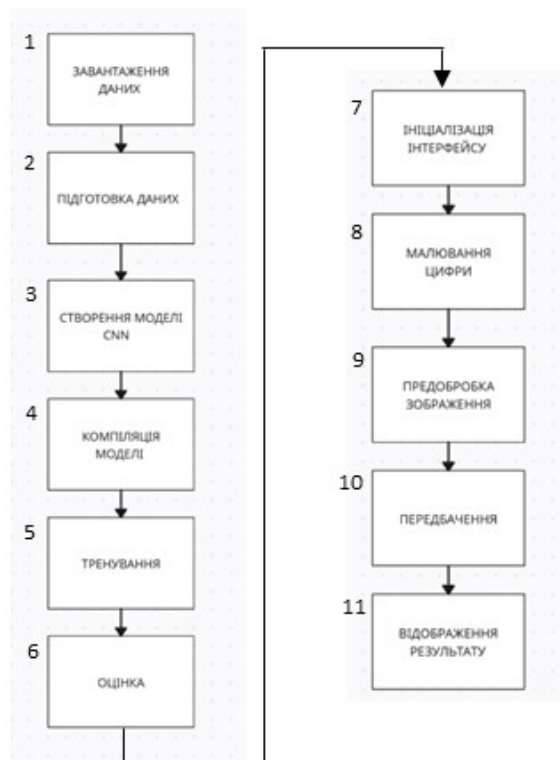 1
ЗАВАНТАЖЕННЯ
ДАНИХ
2
ПІДГОТОВКА ДАНИХ
3
СТВОРЕННЯ МОДЕЛІ
CNN
4
КОМПІЛЯЦІЯ
МОДЕЛІ
5
ТРЕНУВАННЯ
6
ОЦІНКА
7
ІНІЦІАЛІЗАЦІЯ
ІНТЕРФЕЙСУ
8
МАЛЮВАННЯ
ЦИФРИ
9
ПРЕДОБРОБКА
ЗОБРАЖЕННЯ
10
ПЕРЕДБАЧЕННЯ
11
ВІДОБРАЖЕННЯ
РЕЗУЛЬТАТУ